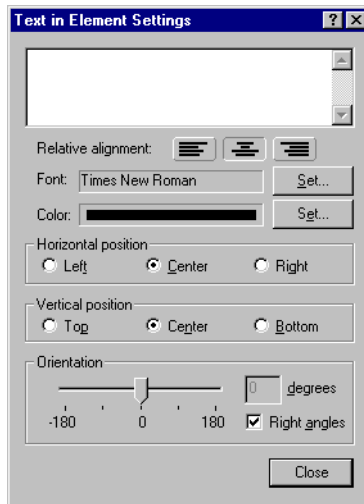 Text in Element Settings
Relative alignment:
Font: Times New Roman Set...
Color: Set...
Horizontal position
Left Center Right
Vertical position
Top Center Bottom
Orientation
0 degrees
-180 0 180 Right angles
Close